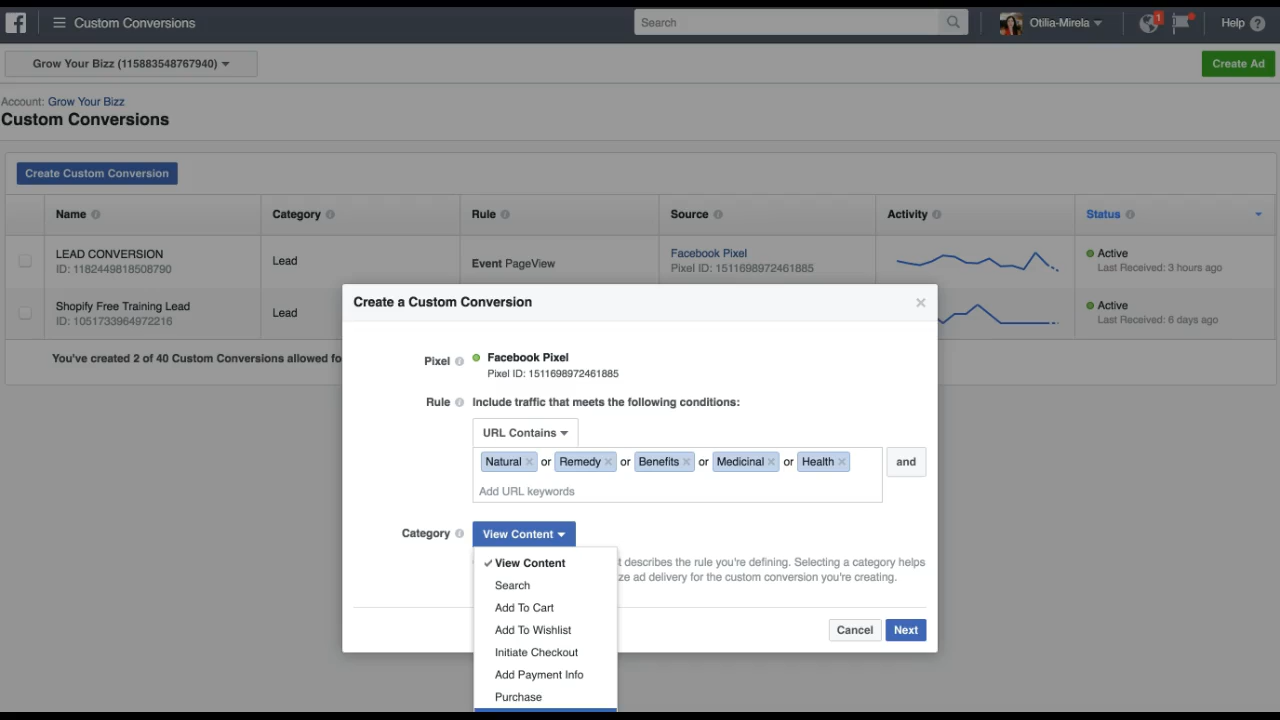 Custom Conversions
Search
Otilia-Mirela
1
Help
Grow Your Bizz (115883548767940)
Create Ad
Account: Grow Your Bizz
Custom Conversions
Create Custom Conversion
Name Category Rule Source Activity Status
LEAD CONVERSION
ID: 1182449818508790
Lead
Event PageView
Facebook Pixel
Pixel ID: 1511698972461885
Active
Last Received: 3 hours ago
Shopify Free Training Lead
ID: 1051733964972216
Lead
Active
Last Received: 6 days ago
You've created 2 of 40 Custom Conversions allowed fo
Create a Custom Conversion
Pixel Facebook Pixel
Pixel ID: 1511698972461885
Rule Include traffic that meets the following conditions:
URL Contains
Natural or Remedy or Benefits or Medicinal or Health and
Add URL keywords
Category View Content
t describes the rule you're defining. Selecting a category helps
ze ad delivery for the custom conversion you're creating.
View Content
Search
Add To Cart
Add To Wishlist
Initiate Checkout
Add Payment Info
Purchase
Cancel Next